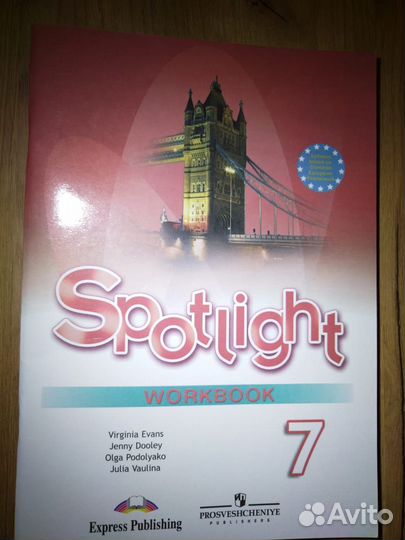 Spotlight
WORKBOOK
7
Virginia Evans
Jenny Dooley
Olga Podolyako
Julia Vaulina
Express Publishing
PROSVESHCHENIYE
PUBLISHERS
Avito